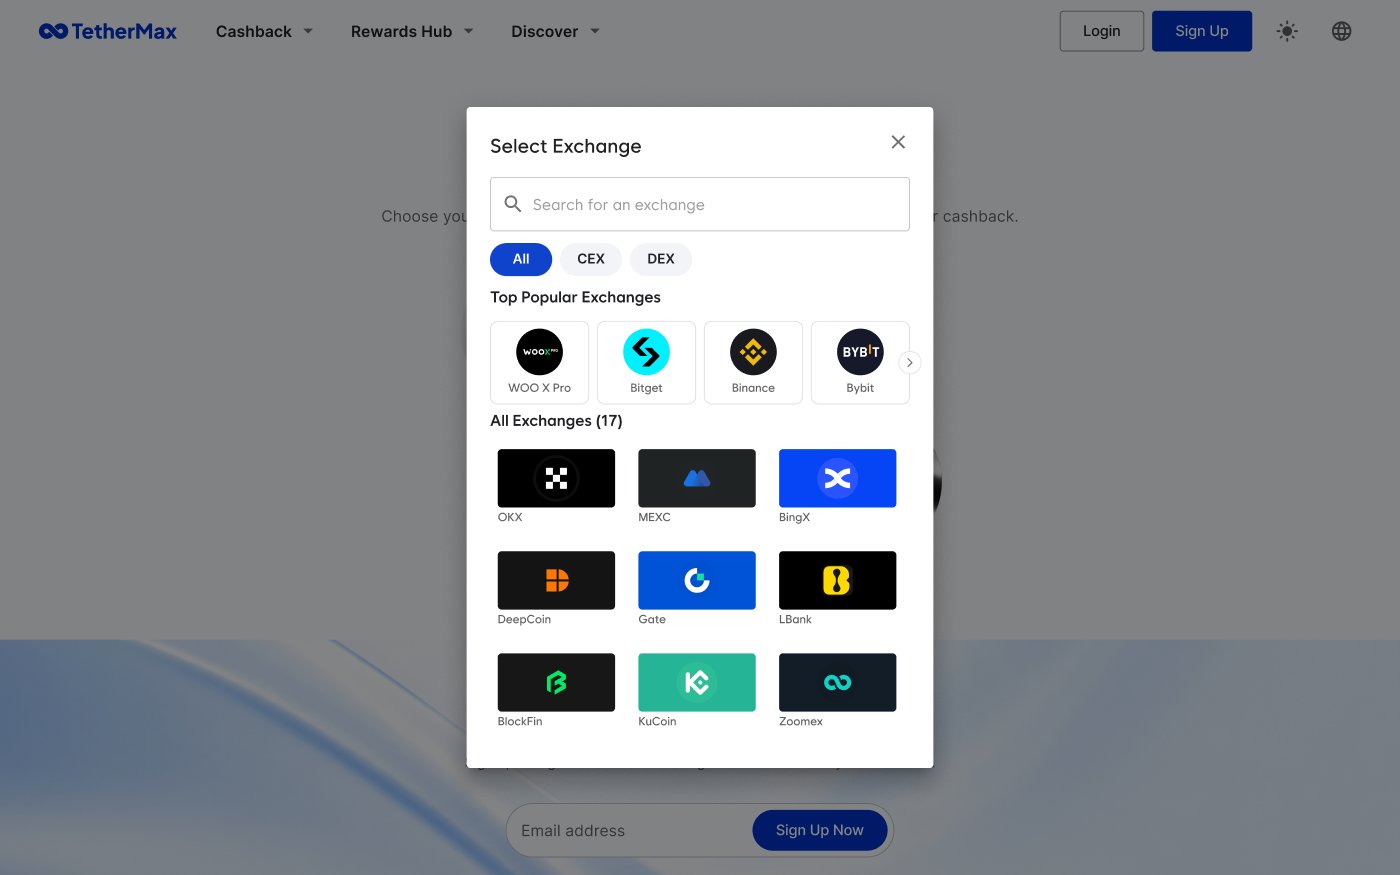 TetherMax
Cashback
Rewards Hub
Discover
Login
Sign Up
Choose you
r cashback.
Select Exchange
Search for an exchange
All
CEX
DEX
Top Popular Exchanges
WOO X PRO
WOO X Pro
Bitget
Binance
BYBIT
Bybit
All Exchanges (17)
OKX
MEXC
BingX
DeepCoin
Gate
LBank
BlockFin
KuCoin
Zoomex
Email address
Sign Up Now